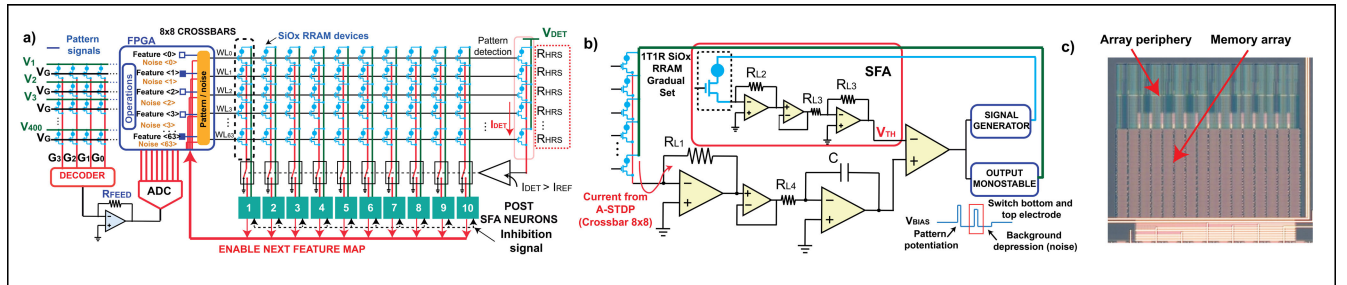 a)
Pattern signals
FPGA
8x8 CROSSBARS
SiOx RRAM devices
V1
VG
V2
VG
V3
VG
V400
VG
G3 G2 G1 G0
DECODER
RFEED
ADC
Operations
Feature <0>
Noise <0>
Feature <1>
Noise <1>
Feature <2>
Noise <2>
Feature <3>
Noise <3>
Feature <63>
Noise <63>
Pattern / noise
WL0
WL1
WL2
WL3
WL63
Pattern detection
VDET
RHRS
RHRS
RHRS
RHRS
RHRS
IDET
IDET > IREF
1 2 3 4 5 6 7 8 9 10
POST SFA NEURONS
Inhibition signal
ENABLE NEXT FEATURE MAP
b)
1T1R SiOx RRAM Gradual Set
SFA
RL2
RL3
RL3
VTH
RL1
RL4
C
Current from A-STDP (Crossbar 8x8)
SIGNAL GENERATOR
OUTPUT MONOSTABLE
Switch bottom and top electrode
VBIAS
Pattern potentiation
Background depression (noise)
c)
Array periphery
Memory array